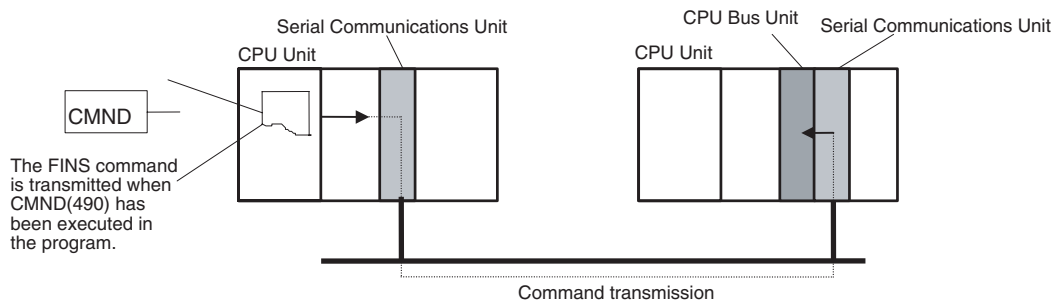 Serial Communications Unit
CPU Unit
CMND
The FINS command
is transmitted when
CMND(490) has
been executed in
the program.
CPU Bus Unit
Serial Communications Unit
CPU Unit
Command transmission